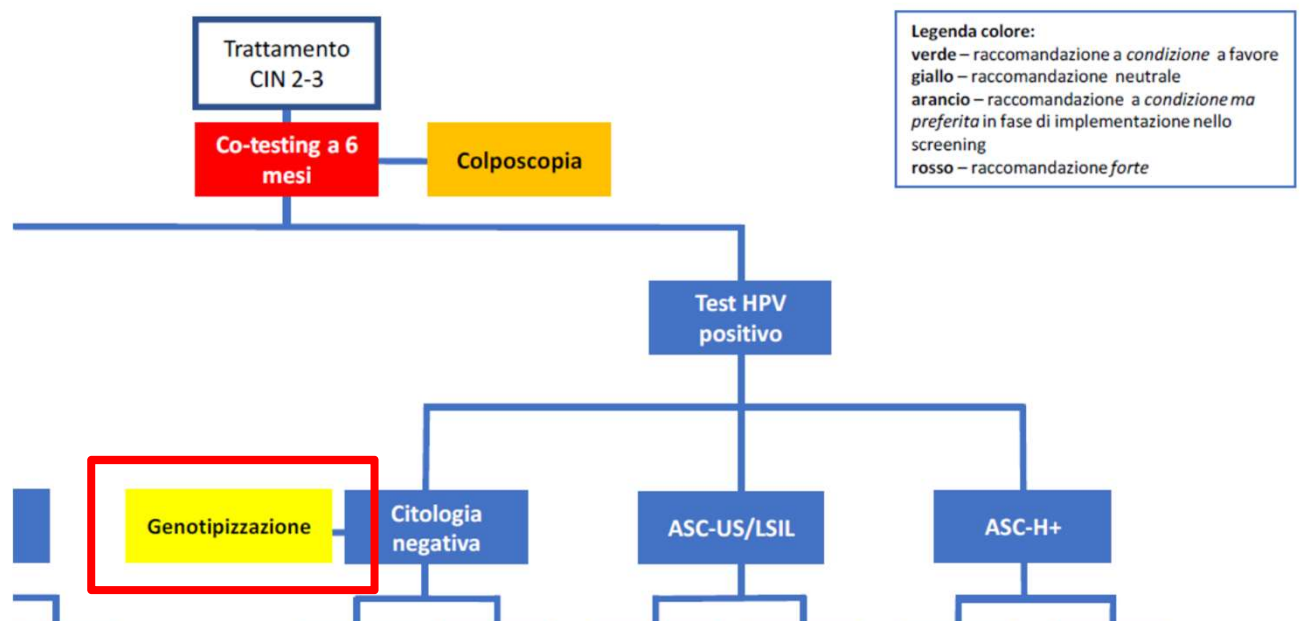 Trattamento
CIN 2-3
Legenda colore:
verde – raccomandazione a condizione a favore
giallo – raccomandazione neutrale
arancio – raccomandazione a condizione ma
preferita in fase di implementazione nello
screening
rosso – raccomandazione forte
Co-testing a 6
mesi
Colposcopia
Test HPV
positivo
Genotipizzazione
Citologia
negativa
ASC-US/LSIL
ASC-H+